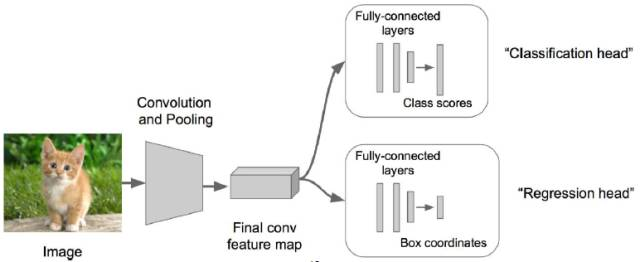 Fully-connected
layers
Class scores
"Classification head"
Convolution
and Pooling
Image
Final conv
feature map
Fully-connected
layers
Box coordinates
"Regression head"